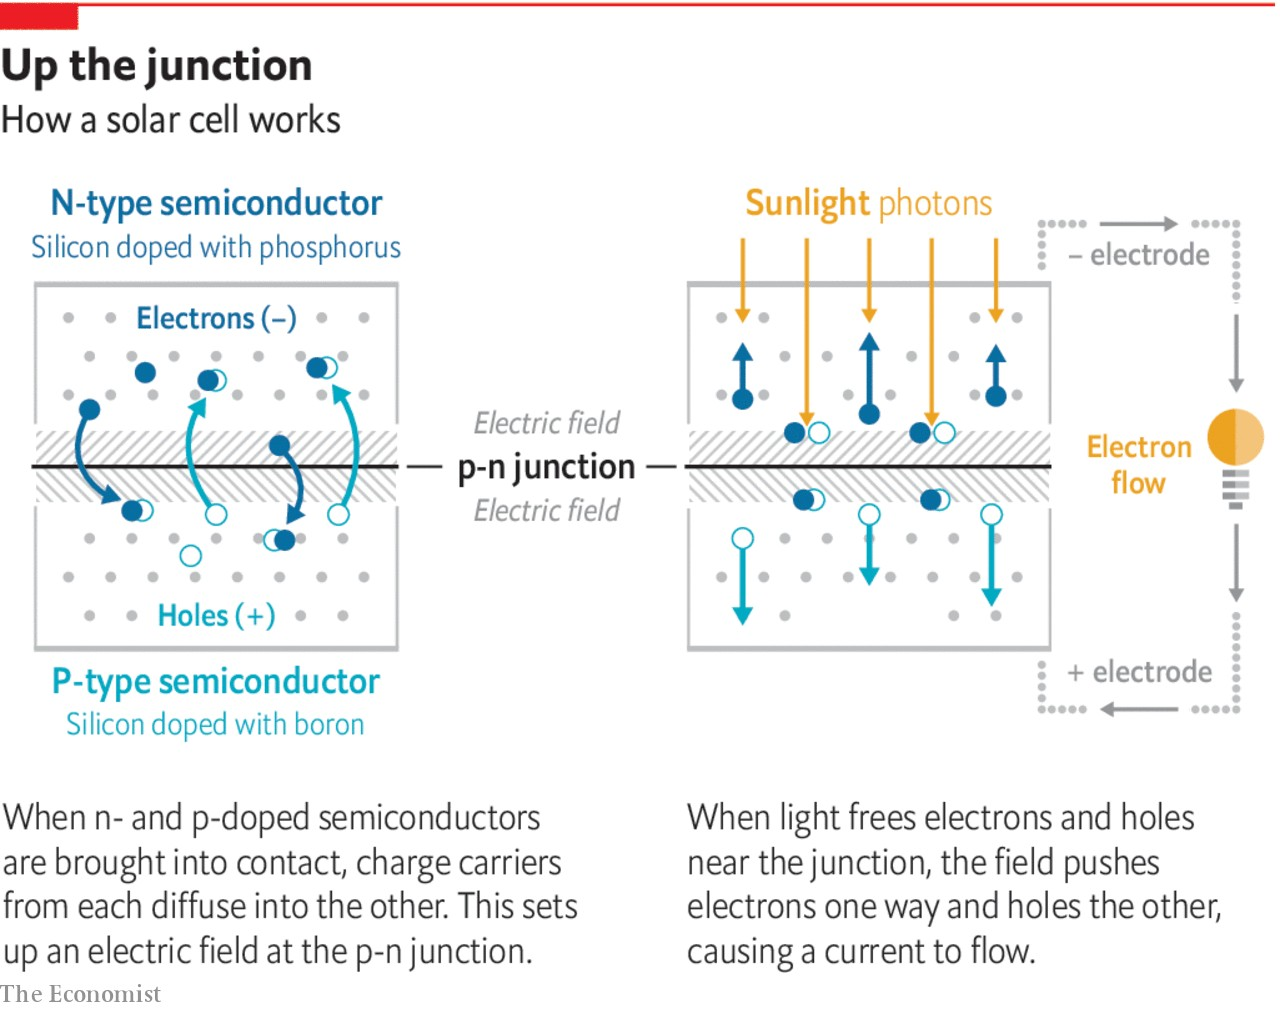 Up the junction
How a solar cell works
N-type semiconductor
Silicon doped with phosphorus
Electrons (–)
Holes (+)
P-type semiconductor
Silicon doped with boron
Electric field
p-n junction
Electric field
Sunlight photons
– electrode
Electron
flow
+ electrode
When n- and p-doped semiconductors
are brought into contact, charge carriers
from each diffuse into the other. This sets
up an electric field at the p-n junction.
When light frees electrons and holes
near the junction, the field pushes
electrons one way and holes the other,
causing a current to flow.
The Economist